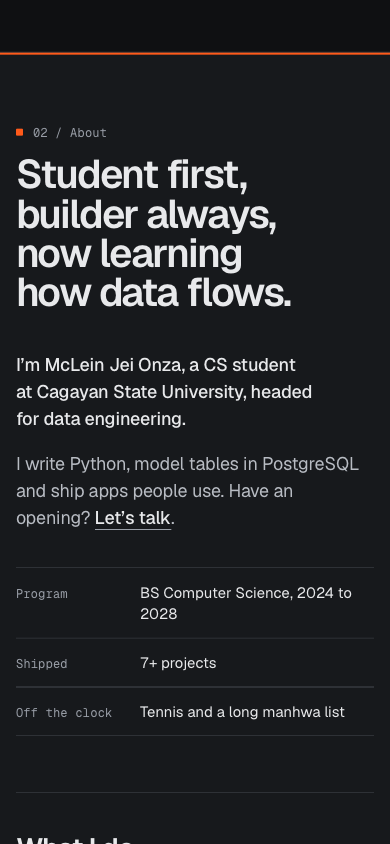 02 / About
Student first,
builder always,
now learning
how data flows.
I’m McLein Jei Onza, a CS student
at Cagayan State University, headed
for data engineering.
I write Python, model tables in PostgreSQL
and ship apps people use. Have an
opening? Let’s talk.
Program
BS Computer Science, 2024 to
2028
Shipped
7+ projects
Off the clock
Tennis and a long manhwa list
What I do